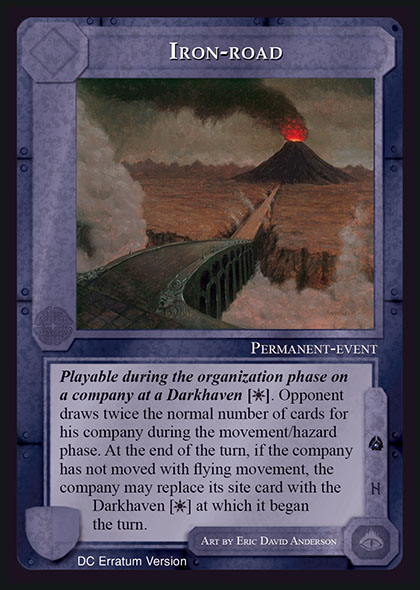 Iron-road
Permanent-event
Playable during the organization phase on
a company at a Darkhaven [☀]. Opponent
draws twice the normal number of cards for
his company during the movement/hazard
phase. At the end of the turn, if the company
has not moved with flying movement, the
company may replace its site card with the
Darkhaven [☀] at which it began
the turn.
Art by Eric David Anderson
DC Erratum Version